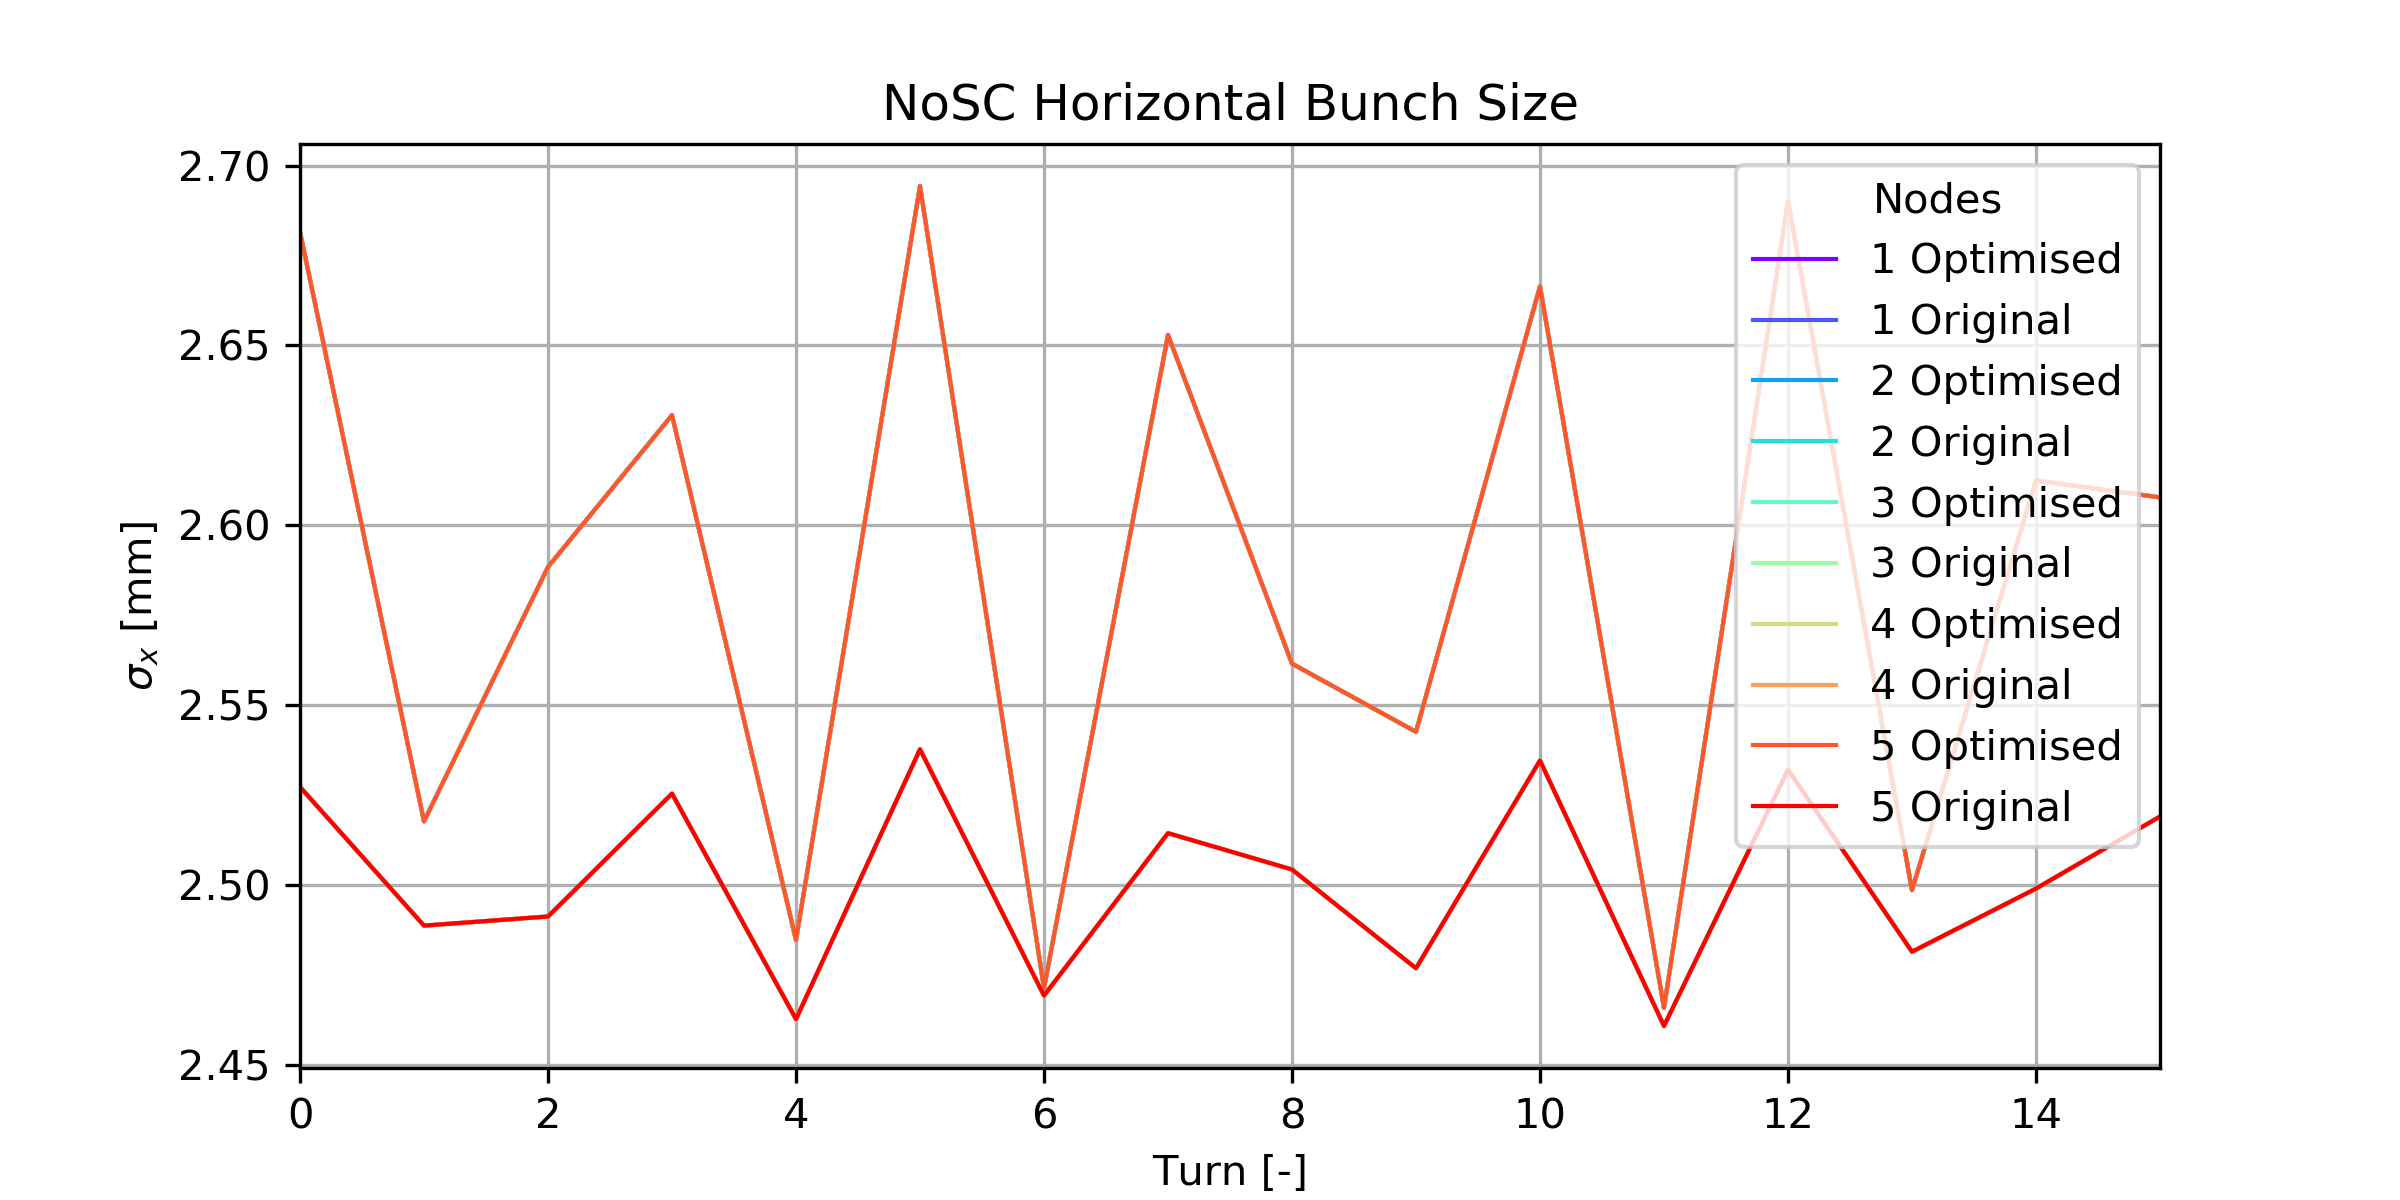 NoSC Horizontal Bunch Size
2.70
2.65
2.60
2.55
2.50
2.45
σx [mm]
0 2 4 6 8 10 12 14
Turn [-]
Nodes
1 Optimised
1 Original
2 Optimised
2 Original
3 Optimised
3 Original
4 Optimised
4 Original
5 Optimised
5 Original